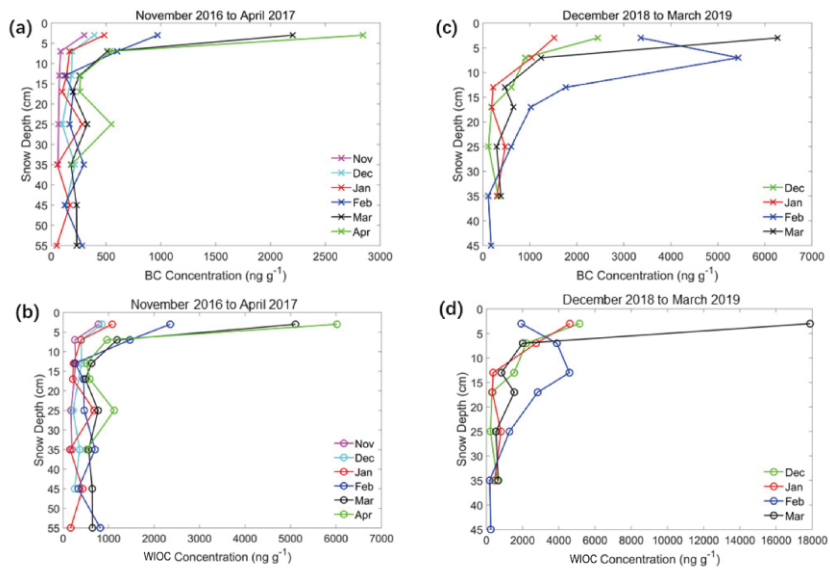 (a)
November 2016 to April 2017
0
5
10
15
20
25
30
35
40
45
50
55
Snow Depth (cm)
0 500 1000 1500 2000 2500 3000
BC Concentration (ng g⁻¹)
Nov
Dec
Jan
Feb
Mar
Apr
(c)
December 2018 to March 2019
0
5
10
15
20
25
30
35
40
45
Snow Depth (cm)
0 1000 2000 3000 4000 5000 6000 7000
BC Concentration (ng g⁻¹)
Dec
Jan
Feb
Mar
(b)
November 2016 to April 2017
0
5
10
15
20
25
30
35
40
45
50
55
Snow Depth (cm)
0 1000 2000 3000 4000 5000 6000 7000
WIOC Concentration (ng g⁻¹)
Nov
Dec
Jan
Feb
Mar
Apr
(d)
December 2018 to March 2019
0
5
10
15
20
25
30
35
40
45
Snow Depth (cm)
0 2000 4000 6000 8000 10000 12000 14000 16000 18000
WIOC Concentration (ng g⁻¹)
Dec
Jan
Feb
Mar